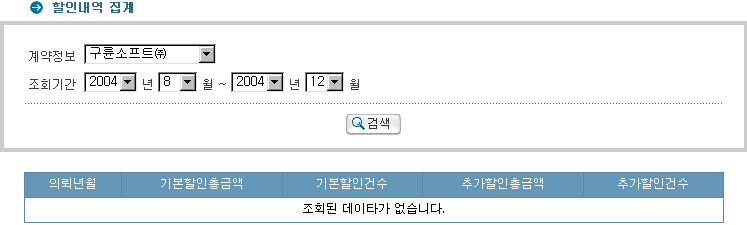 할인내역 집계
계약정보 구룬소프트㈜
조회기간 2004 년 8 월 ~ 2004 년 12 월
검색
의뢰년월 기본할인총금액 기본할인건수 추가할인총금액 추가할인건수
조회된 데이타가 없습니다.